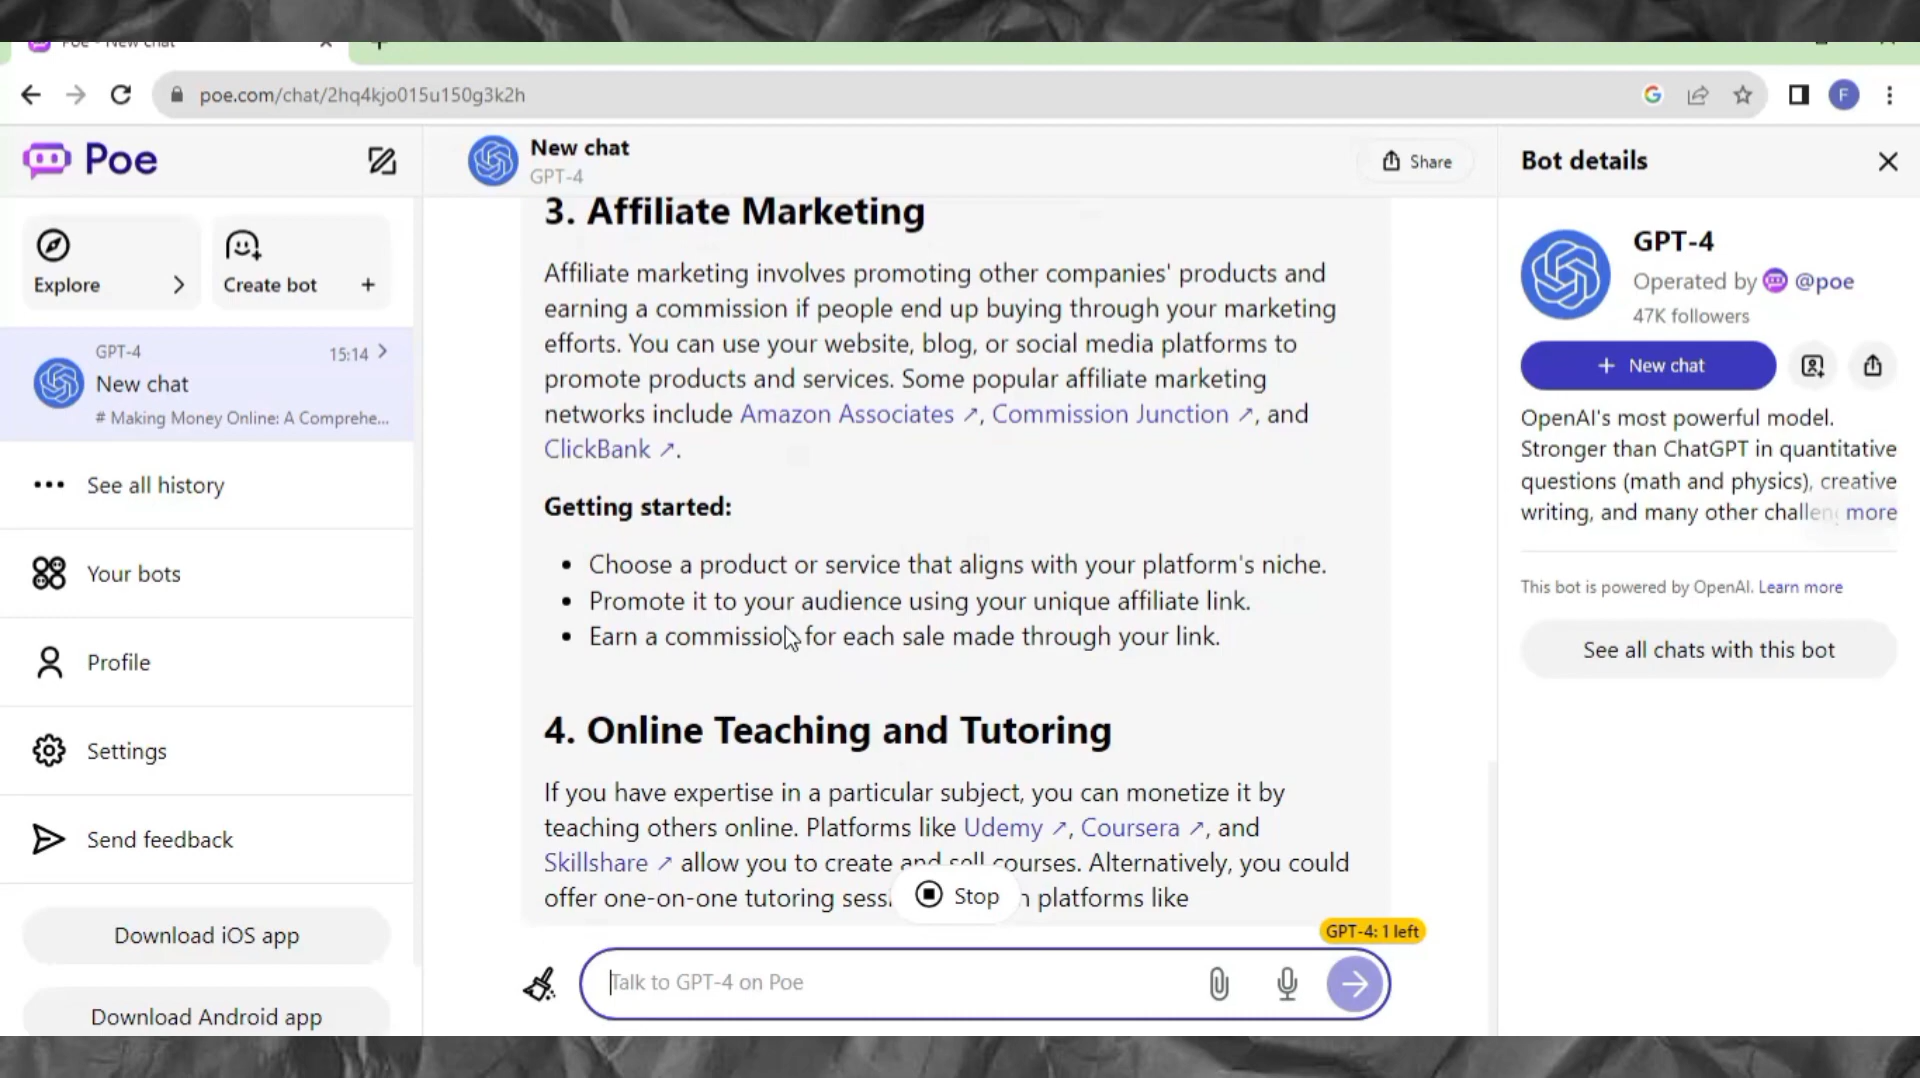 Poe - New chat
poe.com/chat/2hq4kjo015u150g3k2h
F
Poe
Explore
Create bot
GPT-4
15:14
New chat
# Making Money Online: A Comprehe...
See all history
Your bots
Profile
Settings
Send feedback
Download iOS app
Download Android app
New chat
GPT-4
Share
3. Affiliate Marketing
Affiliate marketing involves promoting other companies' products and
earning a commission if people end up buying through your marketing
efforts. You can use your website, blog, or social media platforms to
promote products and services. Some popular affiliate marketing
networks include Amazon Associates ↗, Commission Junction ↗, and
ClickBank ↗.
Getting started:
• Choose a product or service that aligns with your platform's niche.
• Promote it to your audience using your unique affiliate link.
• Earn a commission for each sale made through your link.
4. Online Teaching and Tutoring
If you have expertise in a particular subject, you can monetize it by
teaching others online. Platforms like Udemy ↗, Coursera ↗, and
Skillshare ↗ allow you to create and sell courses. Alternatively, you could
offer one-on-one tutoring sess platforms like
Stop
GPT-4: 1 left
Talk to GPT-4 on Poe
Bot details
GPT-4
Operated by @poe
47K followers
New chat
OpenAI's most powerful model.
Stronger than ChatGPT in quantitative
questions (math and physics), creative
writing, and many other challen more
This bot is powered by OpenAI. Learn more
See all chats with this bot